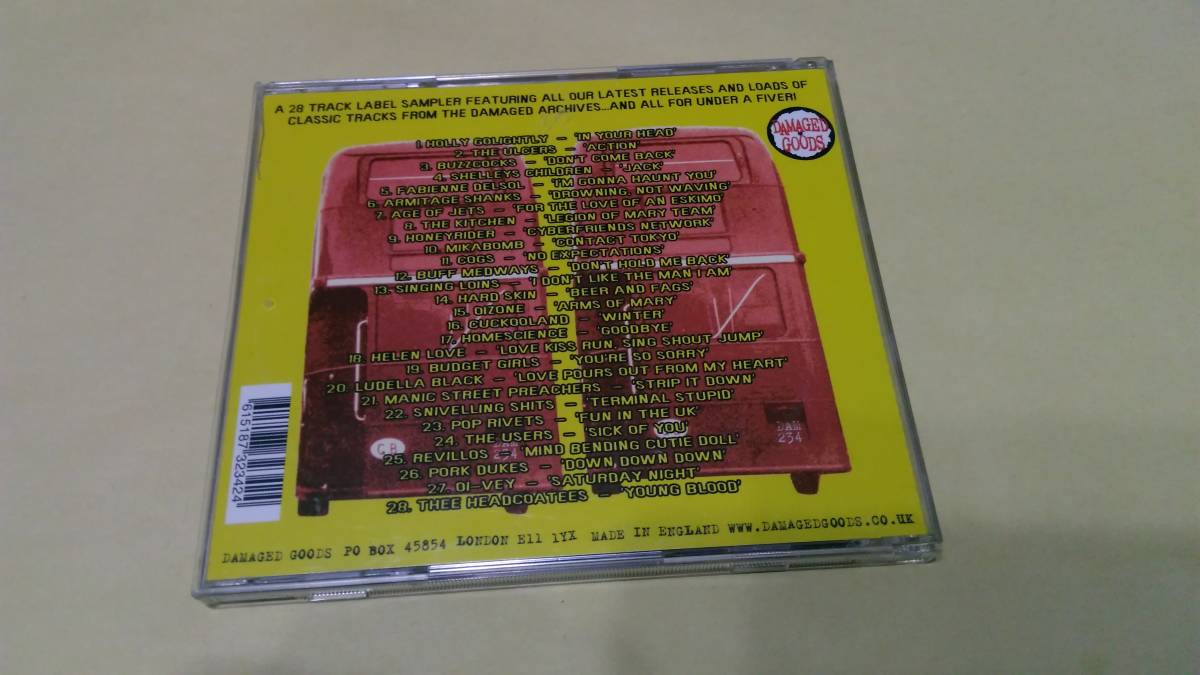 A 28 TRACK LABEL SAMPLER FEATURING ALL OUR LATEST RELEASES AND LOADS OF
CLASSIC TRACKS FROM THE DAMAGED ARCHIVES...AND ALL FOR UNDER A FIVER!
DAMAGED
GOODS
1. HOLLY GOLIGHTLY – 'IN YOUR HEAD'
2. THE ULCERS – 'ACTION'
3. BUZZCOCKS – 'DON'T COME BACK'
4. SHELLEYS CHILDREN – 'JACK'
5. FABIENNE DELSOL – 'I'M GONNA HAUNT YOU'
6. ARMITAGE SHANKS – 'DROWNING, NOT WAVING'
7. AGE OF JETS – 'FOR THE LOVE OF AN ESKIMO'
8. THE KITCHEN – 'LEGION OF MARY TEAM'
9. HONEYRIDER – 'CYBERFRIENDS NETWORK'
10. MIKABOMB – 'CONTACT TOKYO'
11. COGS – 'NO EXPECTATIONS'
12. BUFF MEDWAYS – 'DON'T HOLD ME BACK'
13. SINGING LOINS – 'I DON'T LIKE THE MAN I AM'
14. HARD SKIN – 'BEER AND FAGS'
15. OIZONE – 'ARMS OF MARY'
16. CUCKOOLAND – 'WINTER'
17. HOMESCIENCE – 'GOODBYE'
18. HELEN LOVE – 'LOVE KISS RUN, SING SHOUT JUMP'
19. BUDGET GIRLS – 'YOU'RE SO SORRY'
20. LUDELLA BLACK – 'LOVE POURS OUT FROM MY HEART'
21. MANIC STREET PREACHERS – 'STRIP IT DOWN'
22. SNIVELLING SHITS – 'TERMINAL STUPID'
23. POP RIVETS – 'FUN IN THE UK'
24. THE USERS – 'SICK OF YOU'
25. REVILLOS – 'MIND BENDING CUTIE DOLL'
26. PORK DUKES – 'DOWN DOWN DOWN'
27. OI-VEY – 'SATURDAY NIGHT'
28. THEE HEADCOATEES – 'YOUNG BLOOD'
GB
DAM
234
DAM
234
6 15187 32342 4
DAMAGED GOODS PO BOX 45854 LONDON E11 1YX MADE IN ENGLAND WWW.DAMAGEDGOODS.CO.UK